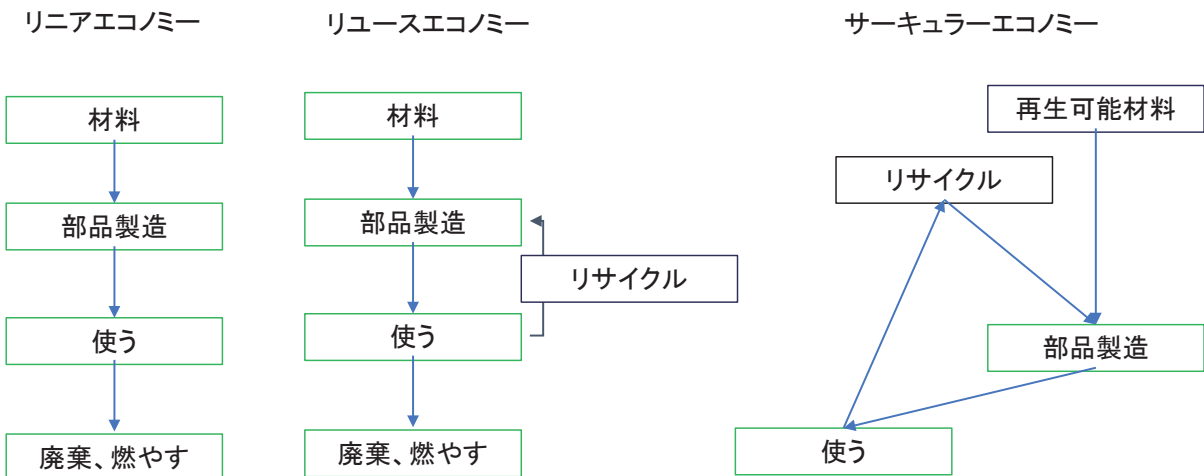 リニアエコノミー
材料
部品製造
使う
廃棄、燃やす
リユースエコノミー
材料
部品製造
リサイクル
使う
廃棄、燃やす
サーキュラーエコノミー
再生可能材料
リサイクル
部品製造
使う